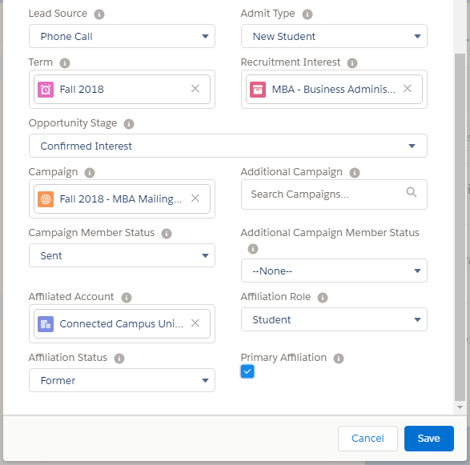 Lead Source
Admit Type
Phone Call
New Student
Term
Recruitment Interest
Fall 2018
MBA - Business Adminis...
Opportunity Stage
Confirmed Interest
Campaign
Additional Campaign
Fall 2018 - MBA Mailing...
Search Campaigns...
Campaign Member Status
Additional Campaign Member Status
Sent
--None--
Affiliated Account
Affiliation Role
Connected Campus Uni...
Student
Affiliation Status
Primary Affiliation
Former
Cancel
Save